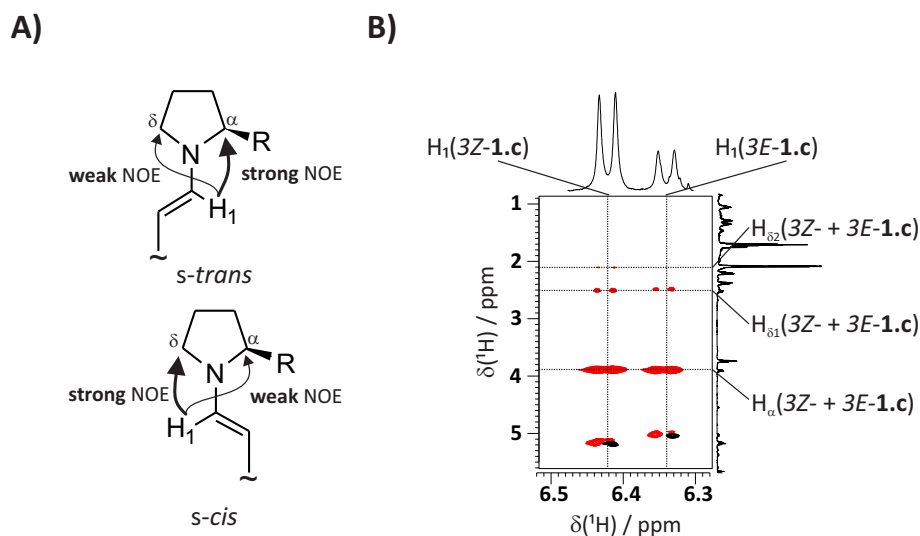 A)
δ
α
N
R
weak NOE
strong NOE
H₁
~
s-trans
δ
α
N
R
strong NOE
weak NOE
H₁
~
s-cis
B)
H₁(3Z-1.c)
H₁(3E-1.c)
1
2
3
4
5
δ(¹H) / ppm
6.5
6.4
6.3
δ(¹H) / ppm
Hδ2(3Z- + 3E-1.c)
Hδ1(3Z- + 3E-1.c)
Hα(3Z- + 3E-1.c)